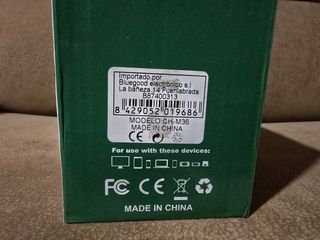 Importado por
Bluegood electrónico s.l
La bañeza 14 Fuenlabrada
B87400313
8 429052 019686
MODELO CH-M36
MADE IN CHINA
For use with these devices:
FC CE
MADE IN CHINA